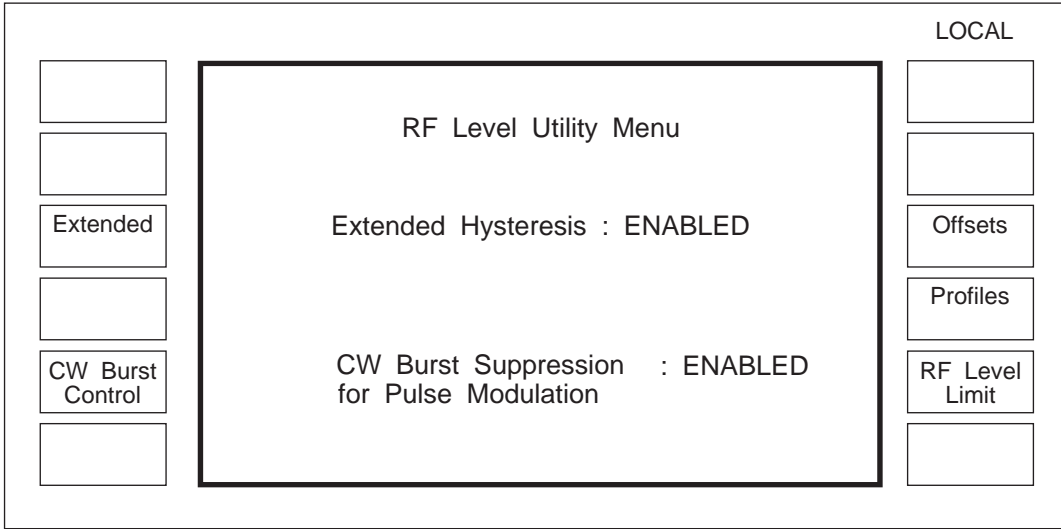 LOCAL
RF Level Utility Menu
Extended
Extended Hysteresis : ENABLED
Offsets
Profiles
CW Burst
Control
CW Burst Suppression : ENABLED
for Pulse Modulation
RF Level
Limit